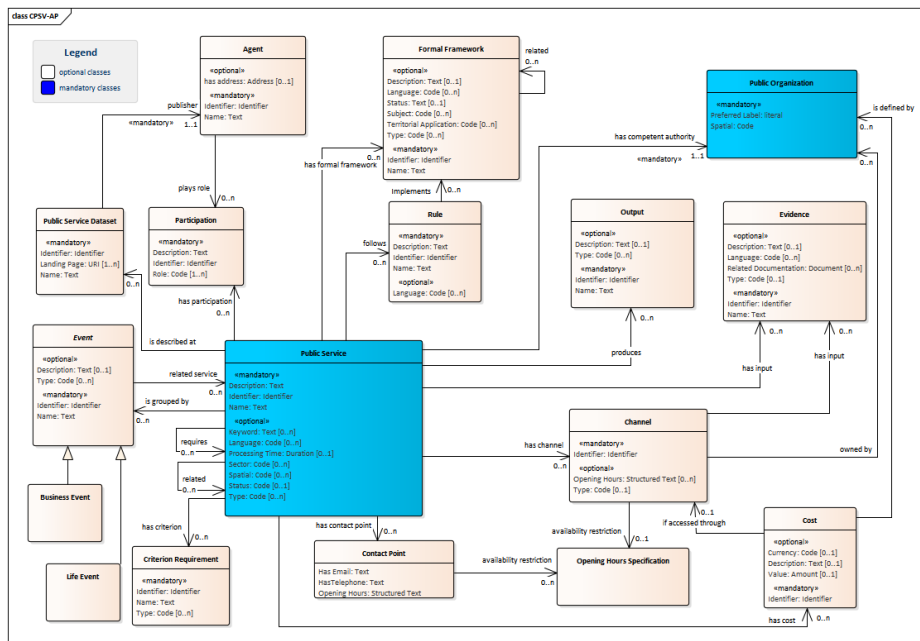 class CPSV-AP
Legend
optional classes
mandatory classes
Agent
«optional»
has address: Address [0..1]
«mandatory»
Identifier: Identifier
Name: Text
Formal Framework
«optional»
Description: Text [0..1]
Language: Code [0..n]
Status: Text [0..1]
Subject: Code [0..n]
Territorial Application: Code [0..n]
Type: Code [0..n]
«mandatory»
Identifier: Identifier
Name: Text
related
0..n
Public Organization
«mandatory»
Preferred Label: literal
Spatial: Code
is defined by
0..n
0..n
publisher
«mandatory»
1..1
has competent authority
1..1
«mandatory»
has formal framework
0..n
Implements
0..n
plays role
0..n
Public Service Dataset
«mandatory»
Identifier: Identifier
Landing Page: URI [1..n]
Name: Text
0..n
Participation
«mandatory»
Description: Text
Identifier: Identifier
Role: Code [1..n]
has participation
0..n
follows
0..n
Rule
«mandatory»
Description: Text
Identifier: Identifier
Name: Text
«optional»
Language: Code [0..n]
Output
«optional»
Description: Text [0..1]
Type: Code [0..n]
«mandatory»
Identifier: Identifier
Name: Text
0..n
produces
Evidence
«optional»
Description: Text [0..1]
Language: Code [0..n]
Related Documentation: Document [0..n]
Type: Code [0..1]
«mandatory»
Identifier: Identifier
Name: Text
0..n
0..n
has input
has input
is described at
Event
«optional»
Description: Text [0..1]
Type: Code [0..n]
«mandatory»
Identifier: Identifier
Name: Text
related service
0..n
is grouped by
0..n
Public Service
«mandatory»
Description: Text
Identifier: Identifier
Name: Text
«optional»
Keyword: Text [0..n]
Language: Code [0..n]
Processing Time: Duration [0..1]
Sector: Code [0..n]
Spatial: Code [0..n]
Status: Code [0..1]
Type: Code [0..n]
requires
0..n
related
0..n
has channel
0..n
Channel
«mandatory»
Identifier: Identifier
«optional»
Opening Hours: Structured Text [0..n]
Type: Code [0..1]
owned by
Business Event
Life Event
has criterion
0..n
Criterion Requirement
«mandatory»
Identifier: Identifier
Name: Text
Type: Code [0..n]
has contact point
0..n
Contact Point
Has Email: Text
HasTelephone: Text
Opening Hours: Structured Text
availability restriction
0..n
availability restriction
0..1
Opening Hours Specification
0..1
if accessed through
Cost
«optional»
Currency: Code [0..1]
Description: Text [0..1]
Value: Amount [0..1]
«mandatory»
Identifier: Identifier
has cost
0..n